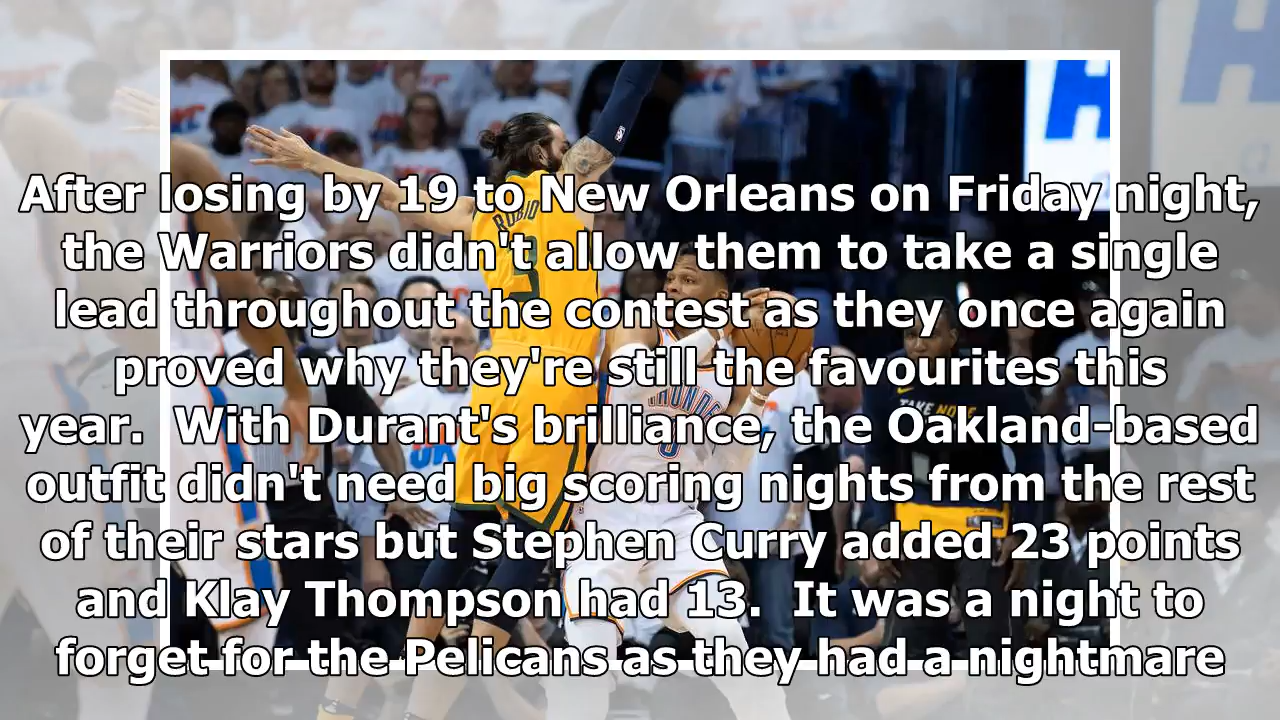 After losing by 19 to New Orleans on Friday night,
the Warriors didn't allow them to take a single
lead throughout the contest as they once again
proved why they're still the favourites this
year.  With Durant's brilliance, the Oakland-based
outfit didn't need big scoring nights from the rest
of their stars but Stephen Curry added 23 points
and Klay Thompson had 13.  It was a night to
forget for the Pelicans as they had a nightmare
RUBIO
3
TAKE NOTE